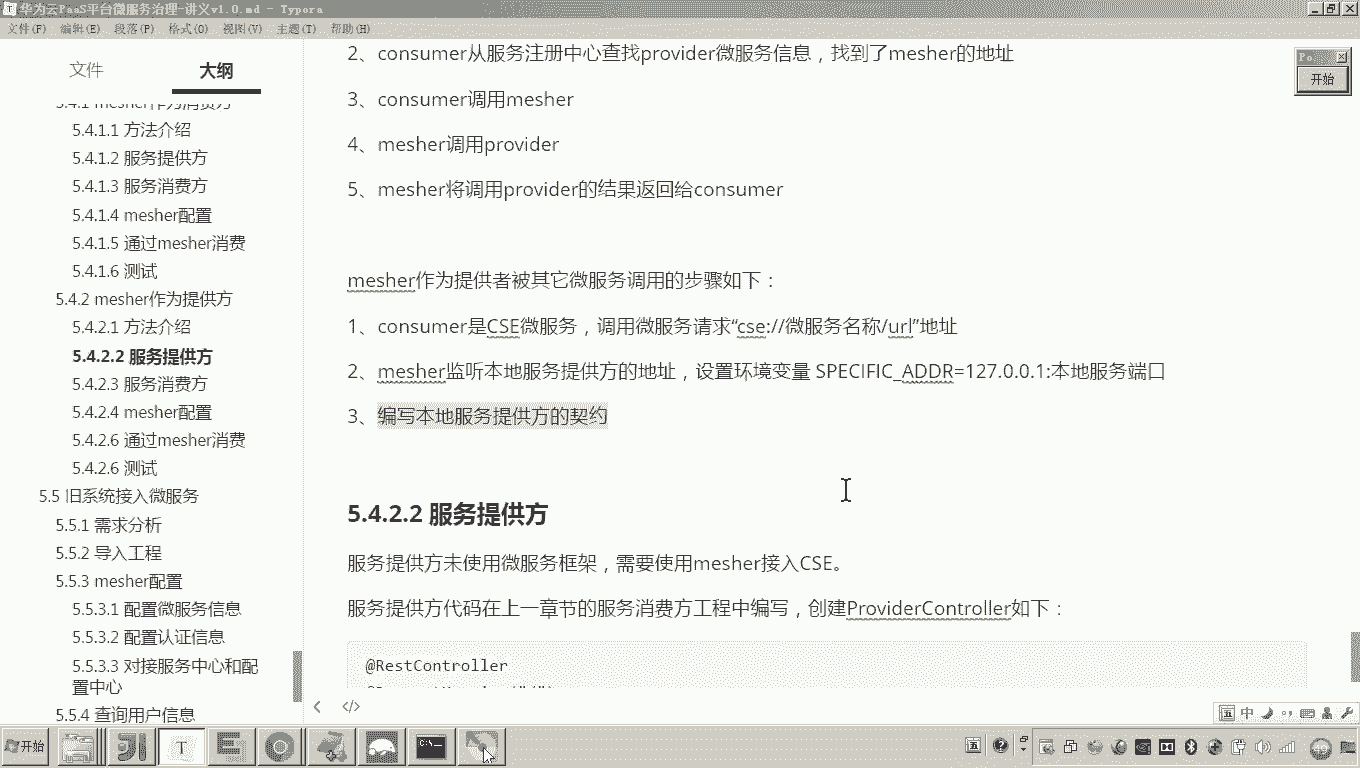 华为云PaaS平台微服务治理-讲义v1.0.md - Typora
文件(F) 编辑(E) 段落(P) 格式(O) 视图(V) 主题(T) 帮助(H)
文件
大纲
5.4.1 mesher作为消费方
5.4.1.1 方法介绍
5.4.1.2 服务提供方
5.4.1.3 服务消费方
5.4.1.4 mesher配置
5.4.1.5 通过mesher消费
5.4.1.6 测试
5.4.2 mesher作为提供方
5.4.2.1 方法介绍
5.4.2.2 服务提供方
5.4.2.3 服务消费方
5.4.2.4 mesher配置
5.4.2.6 通过mesher消费
5.4.2.6 测试
5.5 旧系统接入微服务
5.5.1 需求分析
5.5.2 导入工程
5.5.3 mesher配置
5.5.3.1 配置微服务信息
5.5.3.2 配置认证信息
5.5.3.3 对接服务中心和配
置中心
5.5.4 查询用户信息
2、consumer从服务注册中心查找provider微服务信息，找到了mesher的地址
3、consumer调用mesher
4、mesher调用provider
5、mesher将调用provider的结果返回给consumer
mesher作为提供者被其它微服务调用的步骤如下：
1、consumer是CSE微服务，调用微服务请求“cse://微服务名称/url”地址
2、mesher监听本地服务提供方的地址，设置环境变量 SPECIFIC_ADDR=127.0.0.1:本地服务端口
3、编写本地服务提供方的契约
5.4.2.2 服务提供方
服务提供方未使用微服务框架，需要使用mesher接入CSE。
服务提供方代码在上一章节的服务消费方工程中编写，创建ProviderController如下：
@RestController
Po
开始
</>
五 中
开始
T
五